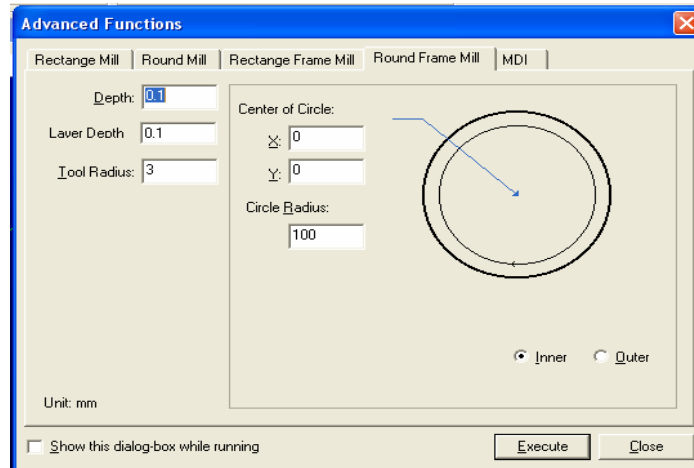 Advanced Functions
Rectange Mill Round Mill Rectange Frame Mill Round Frame Mill MDI
Depth: 0.1
Laver Depth 0.1
Tool Radius: 3
Center of Circle:
X: 0
Y: 0
Circle Radius:
100
Inner Outer
Unit: mm
Show this dialog-box while running Execute Close